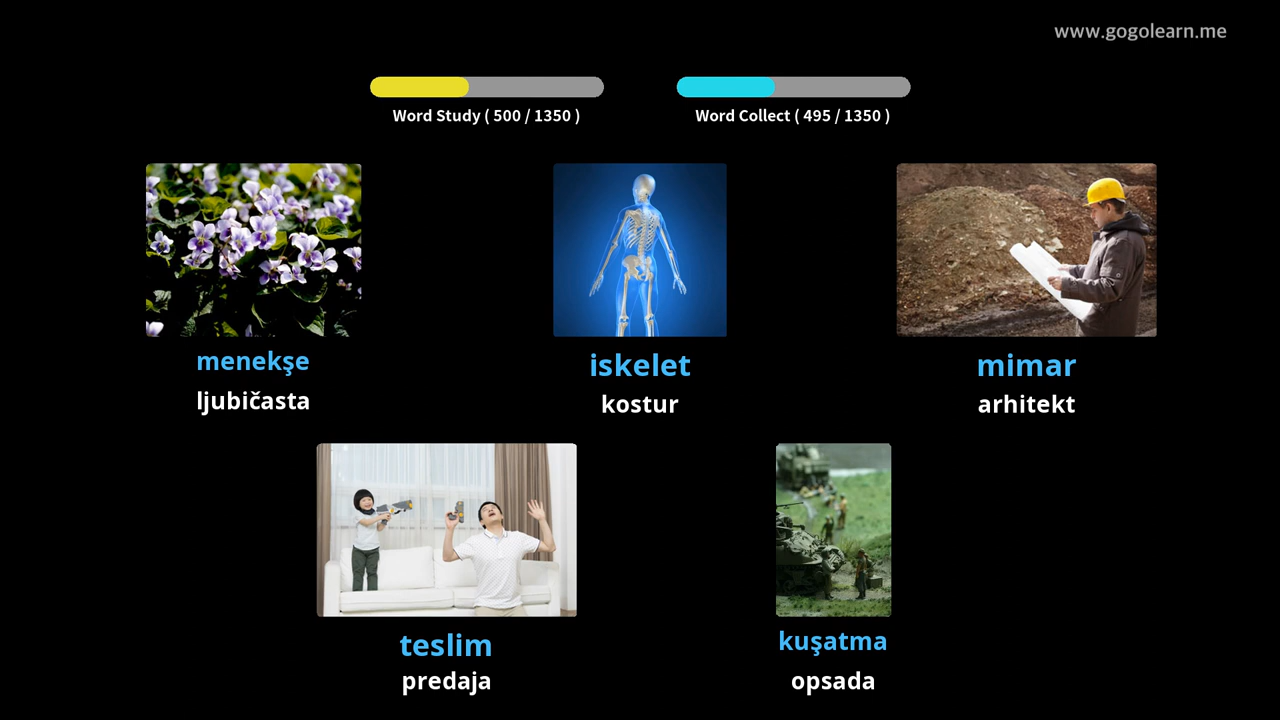 www.gogolearn.me
Word Study ( 500 / 1350 )
Word Collect ( 495 / 1350 )
menekşe
ljubičasta
iskelet
kostur
mimar
arhitekt
teslim
predaja
kuşatma
opsada